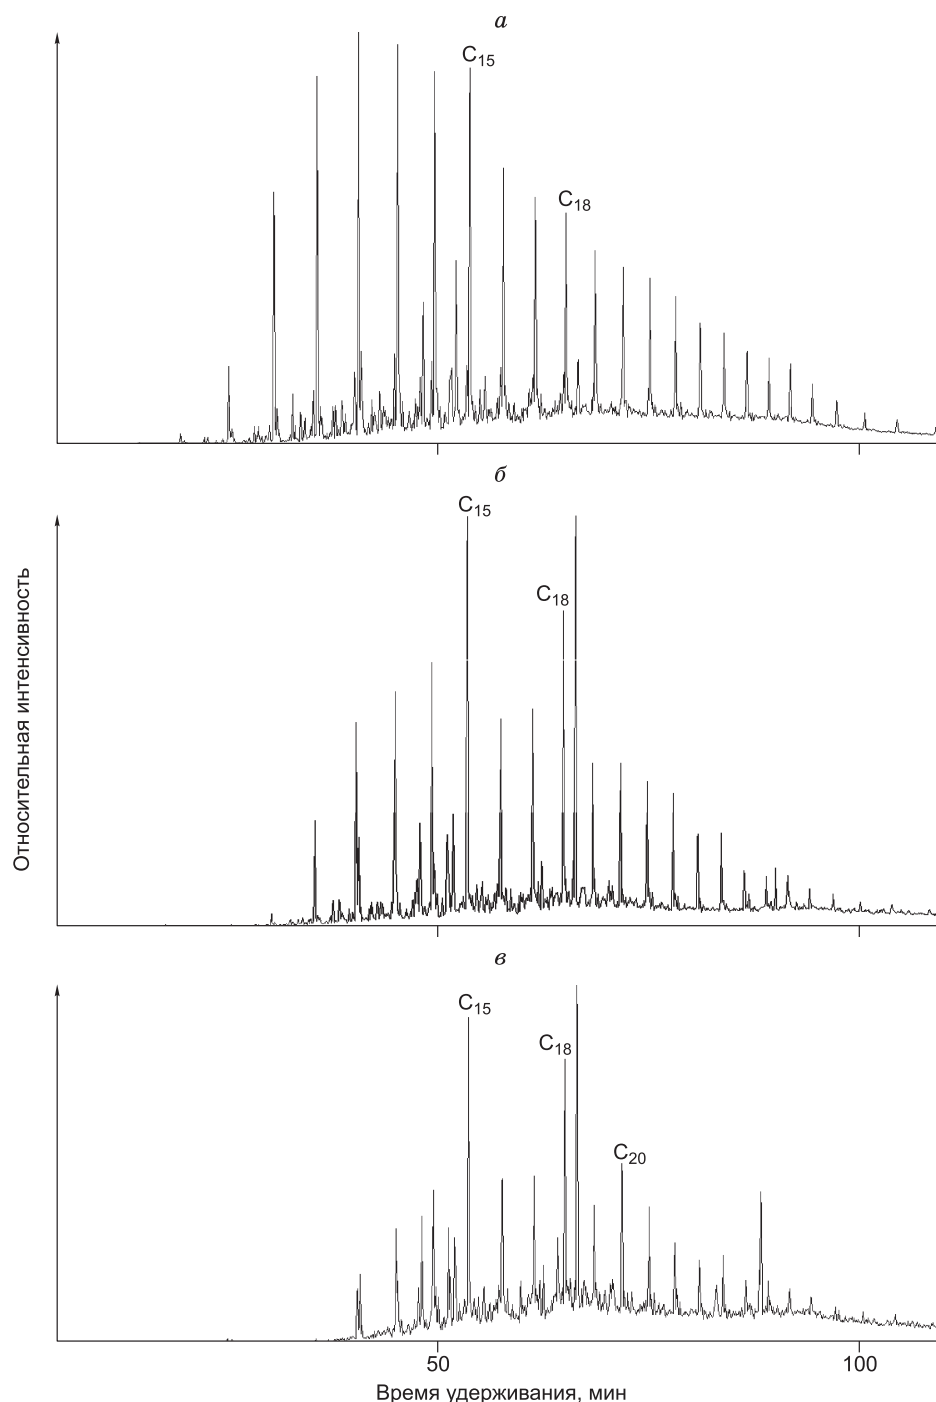 а
C15
C18
б
C15
C18
Относительная интенсивность
в
C15
C18
C20
50
100
Время удерживания, мин